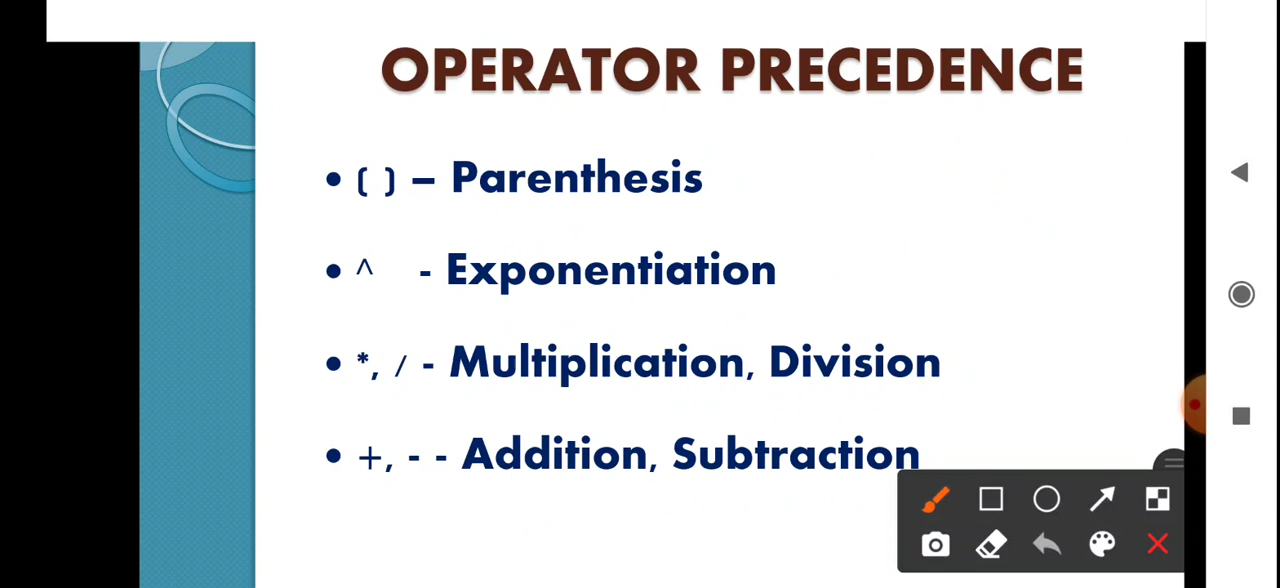 OPERATOR PRECEDENCE
• ( ) – Parenthesis
• ^ - Exponentiation
• *, / - Multiplication, Division
• +, - - Addition, Subtraction